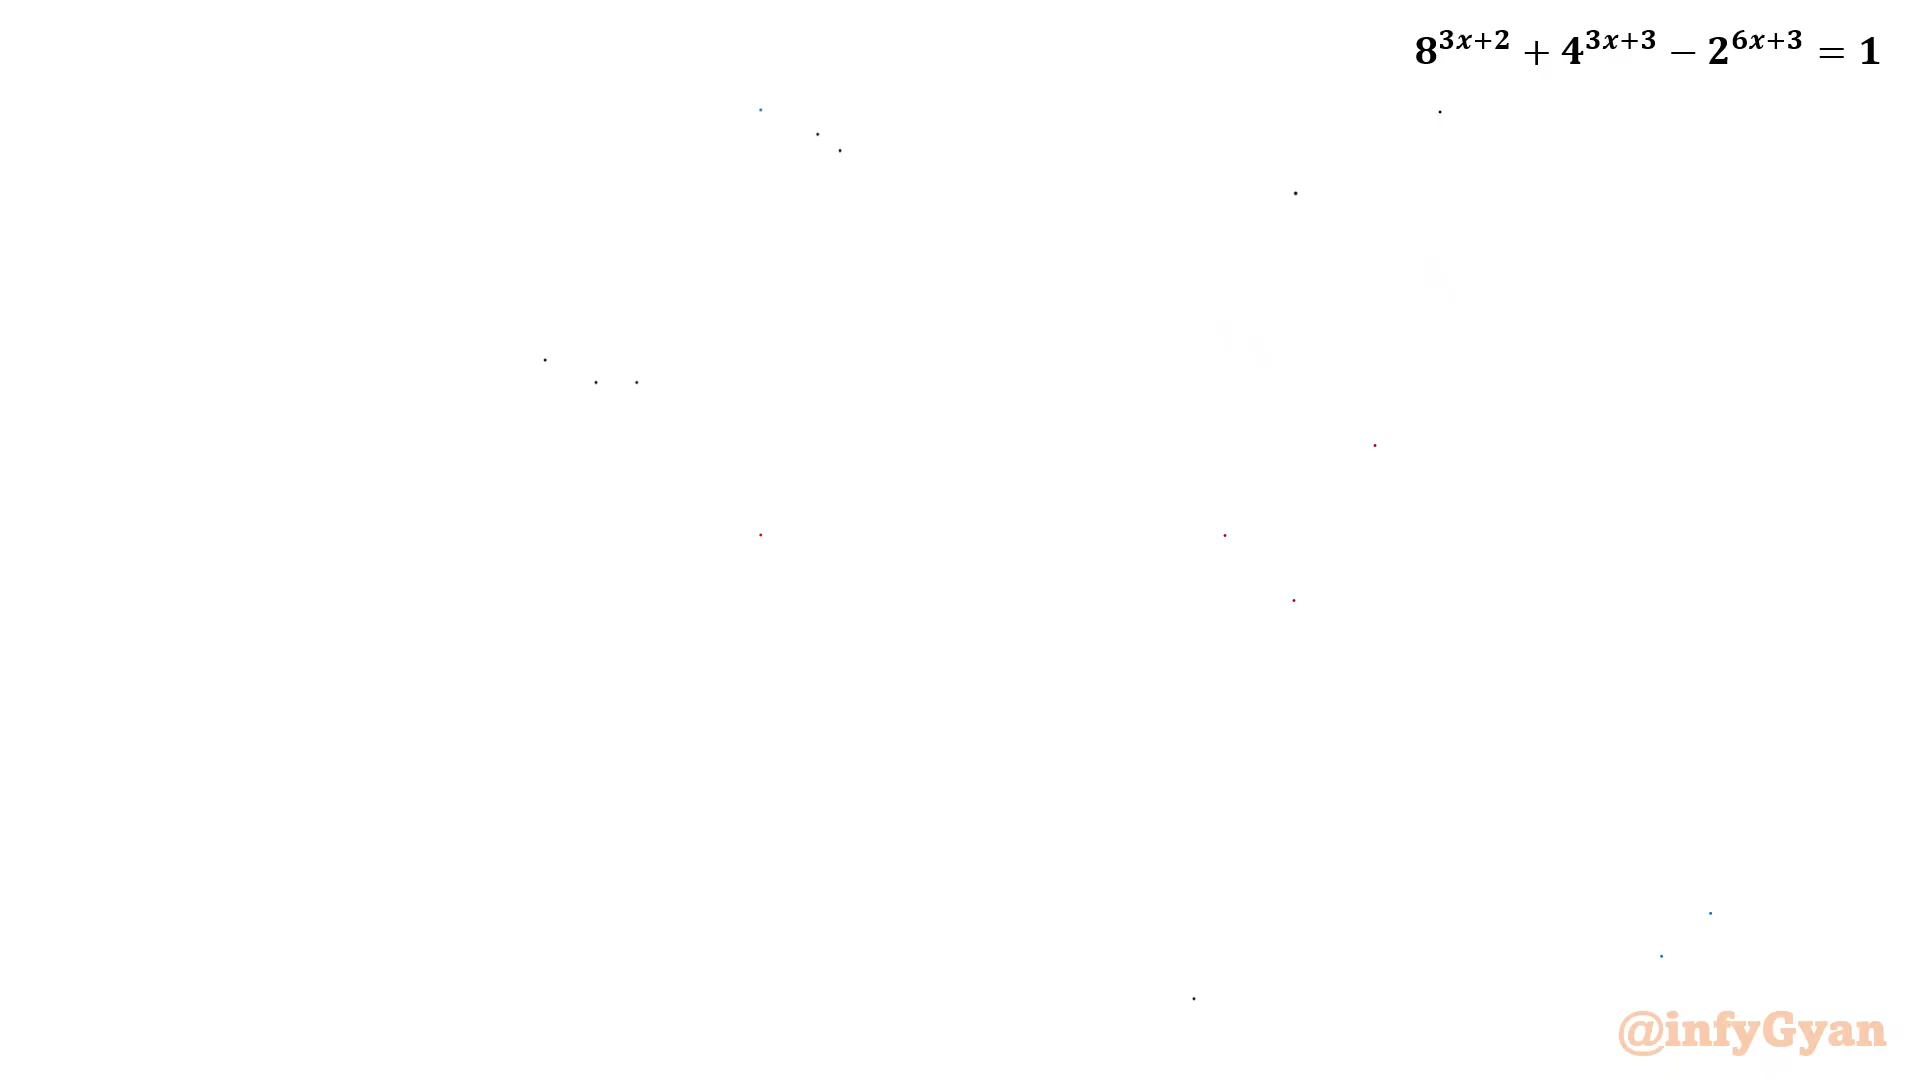 8^{3x+2} + 4^{3x+3} − 2^{6x+3} = 1
@infyGyan